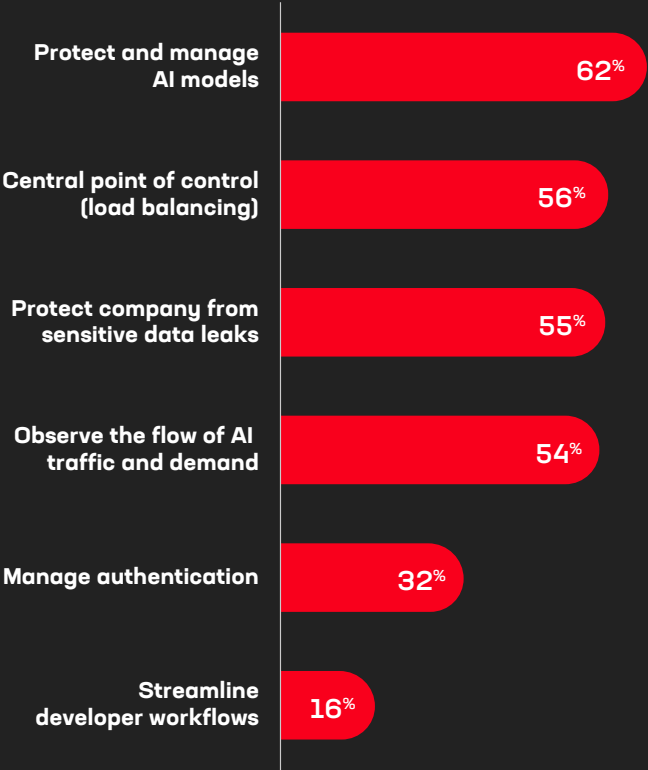 Protect and manage
AI models
62%
Central point of control
(load balancing)
56%
Protect company from
sensitive data leaks
55%
Observe the flow of AI
traffic and demand
54%
Manage authentication
32%
Streamline
developer workflows
16%